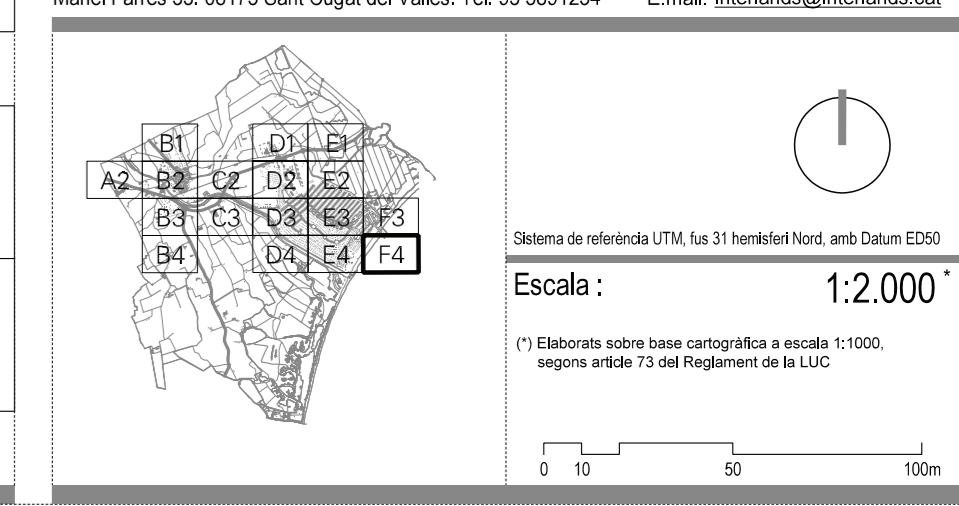 Manel Farrés 95. 08173 Sant Cugat del Vallès. Tel. 93 5891234 E.mail: interlands@interlands.cat
B1 D1 E1
A2 B2 C2 D2 E2
B3 C3 D3 E3 F3
B4 D4 E4 F4
Sistema de referència UTM, fus 31 hemisferi Nord, amb Datum ED50
Escala : 1:2.000 *
(*) Elaborats sobre base cartogràfica a escala 1:1000,
segons article 73 del Reglament de la LUC
0 10 50 100m